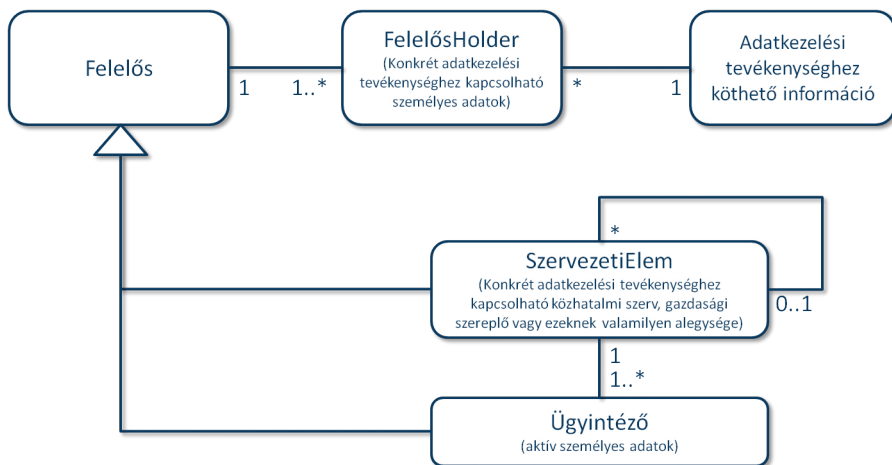 Felelős
FelelősHolder
(Konkrét adatkezelési
tevékenységhez kapcsolható
személyes adatok)
Adatkezelési
tevékenységhez
köthető információ
1
1..*
*
1
*
SzervezetiElem
(Konkrét adatkezelési tevékenységhez
kapcsolható közhatalmi szerv, gazdasági
szereplő vagy ezeknek valamilyen alegysége)
0..1
1
1..*
Ügyintéző
(aktív személyes adatok)